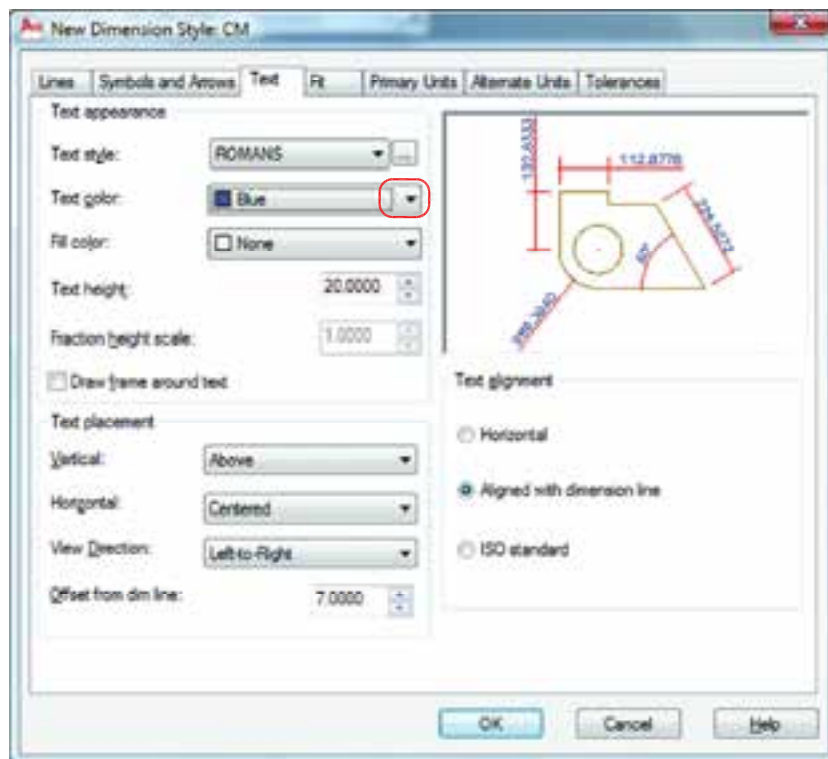 New Dimension Style: CM
Lines Symbols and Arrows Text Fit Primary Units Alternate Units Tolerances
Text appearance
Text style: ROMANS ...
Text color: Blue
Fill color: None
Text height: 20.0000
Fraction height scale: 1.0000
Draw frame around text
Text placement
Vertical: Above
Horizontal: Centered
View Direction: Left-to-Right
Offset from dim line: 7.0000
112.8776
60°
Text alignment
Horizontal
Aligned with dimension line
ISO standard
OK Cancel Help